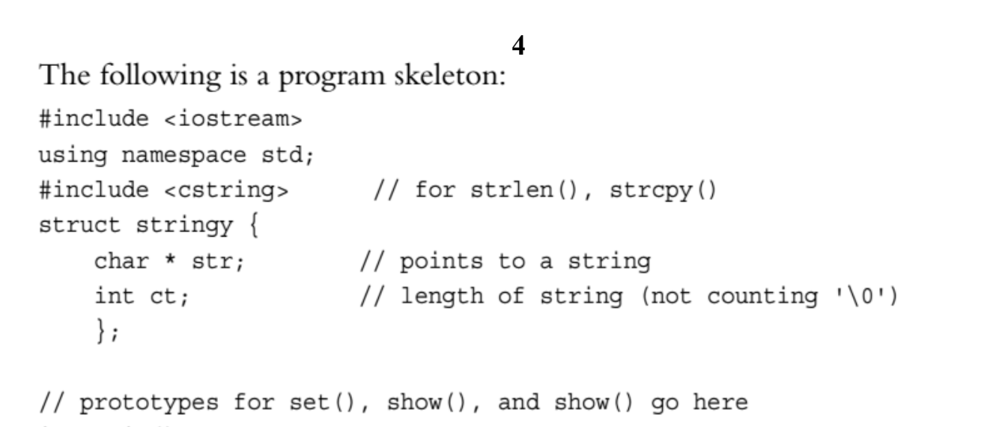 4
The following is a program skeleton:
#include <iostream>
using namespace std;
#include <cstring>      // for strlen(), strcpy()
struct stringy {
    char * str;        // points to a string
    int ct;            // length of string (not counting '\0')
    };
// prototypes for set(), show(), and show() go here